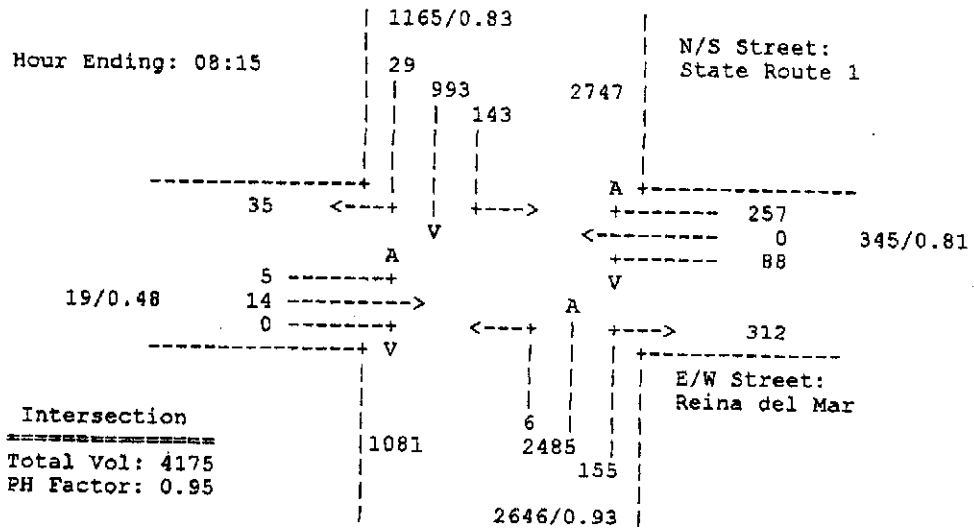 1165/0.83
Hour Ending: 08:15
N/S Street:
State Route 1
29
993
2747
143
35
257
0
345/0.81
88
5
19/0.48
14
0
312
E/W Street:
Reina del Mar
Intersection
===============
Total Vol: 4175
PH Factor: 0.95
1081
6
2485
155
2646/0.93